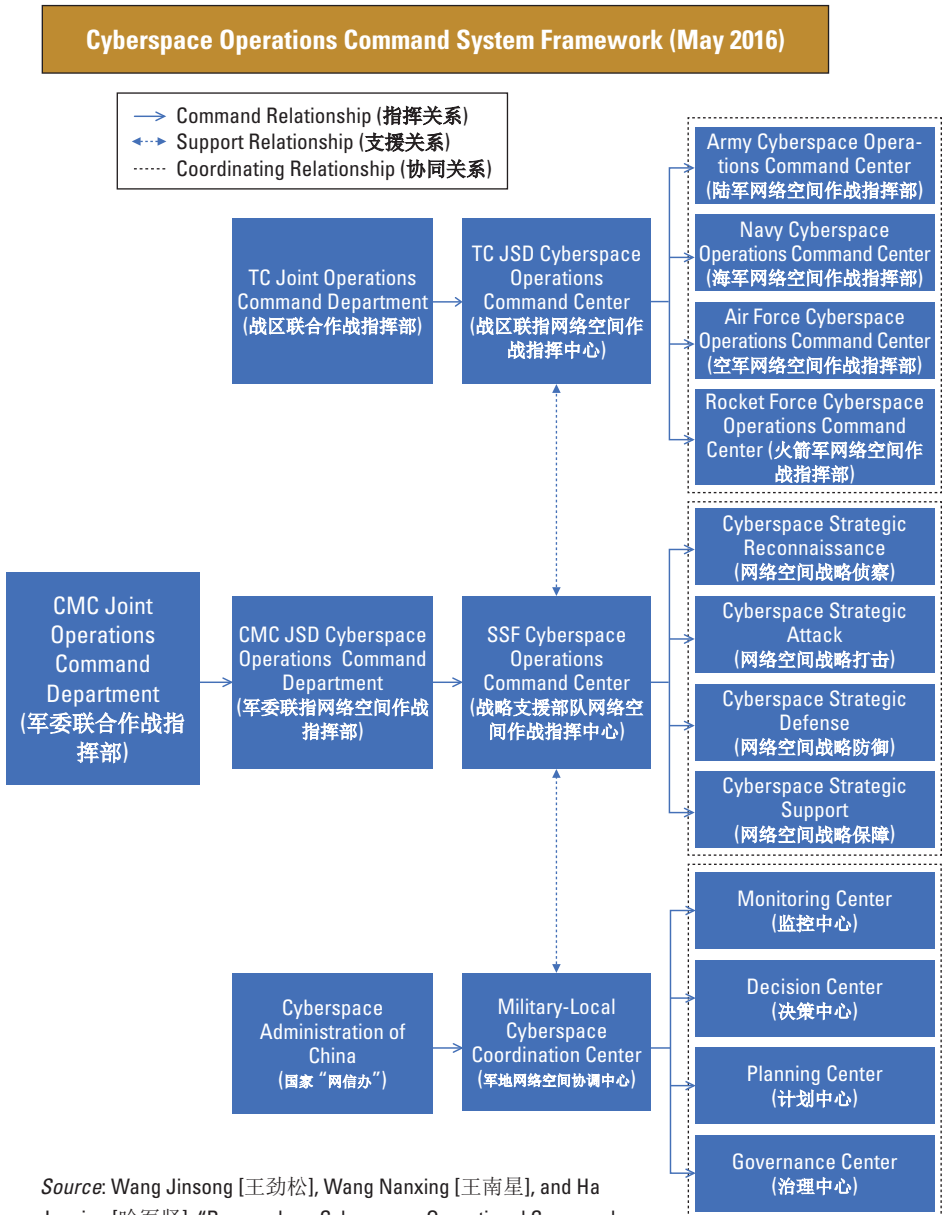 Cyberspace Operations Command System Framework (May 2016)
Command Relationship (指挥关系)
Support Relationship (支援关系)
Coordinating Relationship (协同关系)
TC Joint Operations
Command Department
(战区联合作战指挥部)
TC JSD Cyberspace
Operations
Command Center
(战区联指网络空间作
战指挥中心)
Army Cyberspace Opera-
tions Command Center
(陆军网络空间作战指挥部)
Navy Cyberspace
Operations Command Center
(海军网络空间作战指挥部)
Air Force Cyberspace
Operations Command Center
(空军网络空间作战指挥部)
Rocket Force Cyberspace
Operations Command
Center (火箭军网络空间作
战指挥部)
CMC Joint
Operations
Command
Department
(军委联合作战指
挥部)
CMC JSD Cyberspace
Operations Command
Department
(军委联指网络空间作战
指挥部)
SSF Cyberspace
Operations
Command Center
(战略支援部队网络空
间作战指挥中心)
Cyberspace Strategic
Reconnaissance
(网络空间战略侦察)
Cyberspace Strategic
Attack
(网络空间战略打击)
Cyberspace Strategic
Defense
(网络空间战略防御)
Cyberspace Strategic
Support
(网络空间战略保障)
Cyberspace
Administration of
China
(国家“网信办”)
Military-Local
Cyberspace
Coordination Center
(军地网络空间协调中心)
Monitoring Center
(监控中心)
Decision Center
(决策中心)
Planning Center
(计划中心)
Governance Center
(治理中心)
Source: Wang Jinsong [王劲松], Wang Nanxing [王南星], and Ha